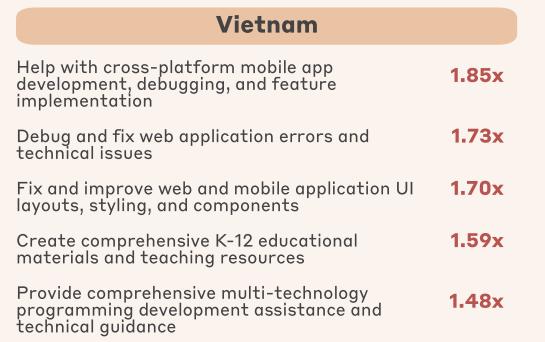 Vietnam
Help with cross-platform mobile app
development, debugging, and feature
implementation
1.85x
Debug and fix web application errors and
technical issues
1.73x
Fix and improve web and mobile application UI
layouts, styling, and components
1.70x
Create comprehensive K-12 educational
materials and teaching resources
1.59x
Provide comprehensive multi-technology
programming development assistance and
technical guidance
1.48x